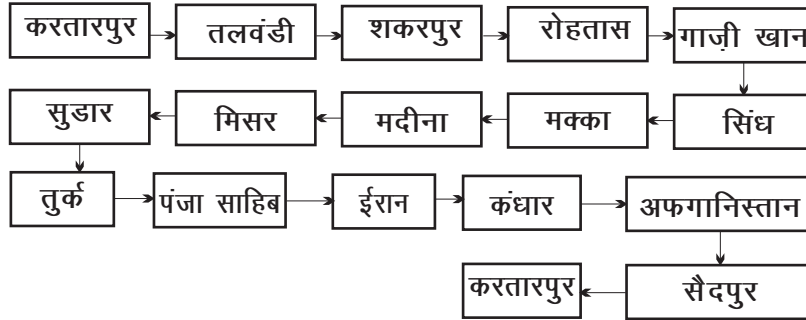 करतारपुर तलवंडी शकरपुर रोहतास गाज़ी खान
सिंध मक्का मदीना मिसर सुडार
तुर्क पंजा साहिब ईरान कंधार अफगानिस्तान
सैदपुर करतारपुर